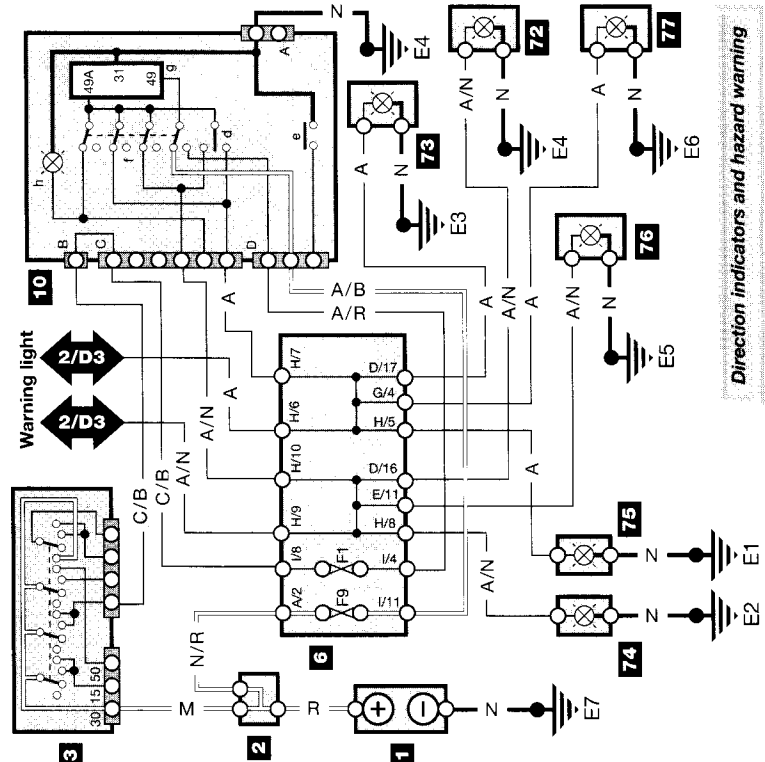 Direction indicators and hazard warning
10
h
49A
31
49
g
f
d
e
A
B
C
D
N
E4
73
A
N
E3
72
A/N
N
E4
77
A
N
E6
76
A/N
N
E5
Warning light
2/D3
2/D3
A
A/B
A/R
A/N
A
A/N
C/B
C/B
3
30
15
50
6
H/7
H/6
H/10
H/9
I/8
A/2
D/17
G/4
H/5
D/16
E/11
H/8
I/4
I/11
F1
F9
A
A/N
A
A/N
A
A/N
N/R
M
R
2
1
+
−
N
E7
75
N
E1
74
N
E2